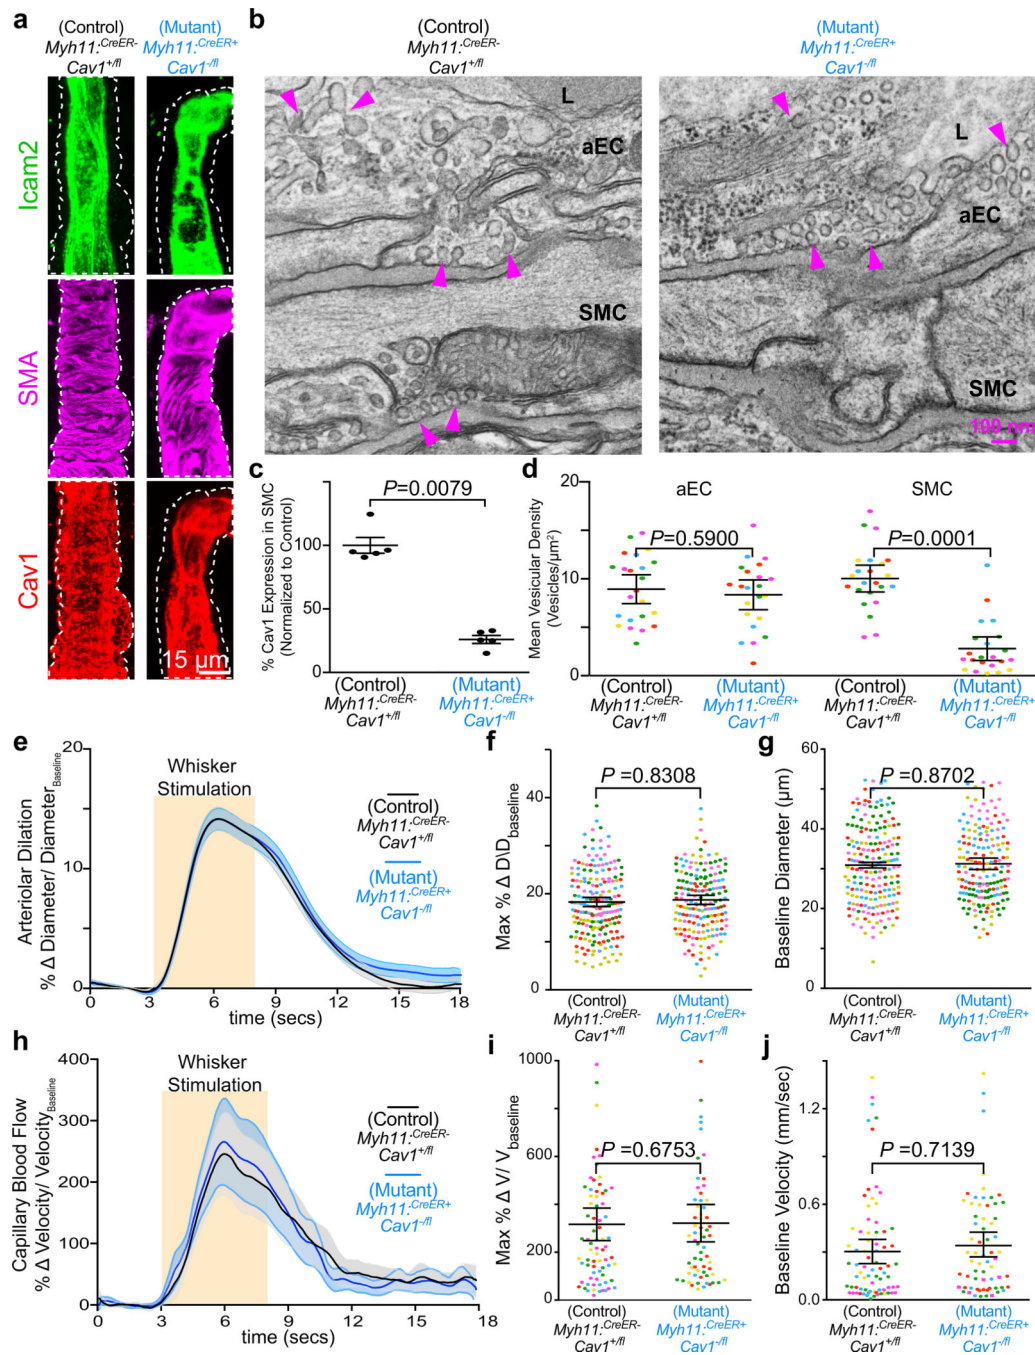 a
(Control)
Myh11:CreER-
Cav1+/fl
(Mutant)
Myh11:CreER+
Cav1-/fl
Icam2
SMA
Cav1
15 µm
b
(Control)
Myh11:CreER-
Cav1+/fl
(Mutant)
Myh11:CreER+
Cav1-/fl
L
aEC
SMC
L
aEC
SMC
100 nm
c
% Cav1 Expression in SMC
(Normalized to Control)
100
50
0
P=0.0079
(Control)
Myh11:CreER-
Cav1+/fl
(Mutant)
Myh11:CreER+
Cav1-/fl
d
Mean Vesicular Density
(Vesicles/µm²)
20
10
0
aEC
SMC
P=0.5900
P=0.0001
(Control)
Myh11:CreER-
Cav1+/fl
(Mutant)
Myh11:CreER+
Cav1-/fl
(Control)
Myh11:CreER-
Cav1+/fl
(Mutant)
Myh11:CreER+
Cav1-/fl
e
Arteriolar Dilation
% Δ Diameter/ DiameterBaseline
20
10
0
Whisker
Stimulation
(Control)
Myh11:CreER-
Cav1+/fl
(Mutant)
Myh11:CreER+
Cav1-/fl
0 3 6 9 12 15 18
time (secs)
f
Max % Δ D\Dbaseline
60
40
20
0
P =0.8308
(Control)
Myh11:CreER-
Cav1+/fl
(Mutant)
Myh11:CreER+
Cav1-/fl
g
Baseline Diameter (µm)
60
40
20
0
P =0.8702
(Control)
Myh11:CreER-
Cav1+/fl
(Mutant)
Myh11:CreER+
Cav1-/fl
h
Capillary Blood Flow
% Δ Velocity/ VelocityBaseline
400
300
200
100
0
Whisker
Stimulation
(Control)
Myh11:CreER-
Cav1+/fl
(Mutant)
Myh11:CreER+
Cav1-/fl
0 3 6 9 12 15 18
time (secs)
i
Max % Δ V/ Vbaseline
1000
600
400
200
0
P =0.6753
(Control)
Myh11:CreER-
Cav1+/fl
(Mutant)
Myh11:CreER+
Cav1-/fl
j
Baseline Velocity (mm/sec)
1.2
0.6
0.0
P =0.7139
(Control)
Myh11:CreER-
Cav1+/fl
(Mutant)
Myh11:CreER+
Cav1-/fl